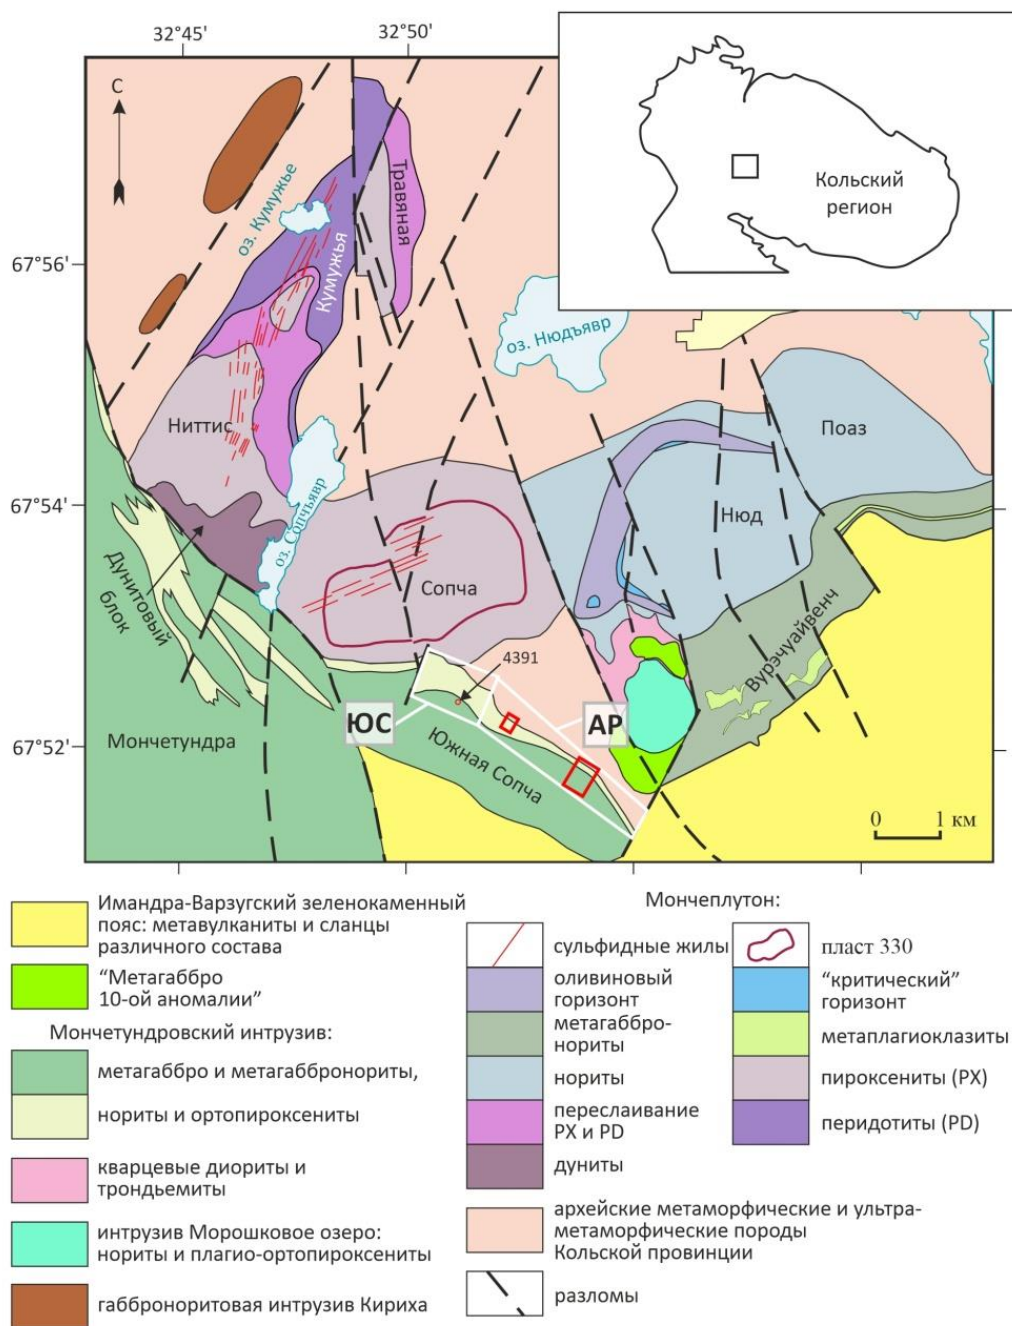 32°45'
32°50'
С
Кольский
регион
оз. Кумужье
Травяная
67°56'
Кумужья
оз. Нюдъявр
Ниттис
Поаз
67°54'
Нюд
оз. Сопчъявр
Дунитовый
блок
Сопча
Вурэчуайвенч
4391
ЮС
АР
Мончетундра
67°52'
Южная Сопча
0 1 км
Имандра-Варзугский зеленокаменный
пояс: метавулканиты и сланцы
различного состава
“Метагаббро
10-ой аномалии”
Мончетундровский интрузив:
метагаббро и метагаббронориты,
нориты и ортопироксениты
кварцевые диориты и
трондьемиты
интрузив Морошковое озеро:
нориты и плагио-ортопироксениты
габброноритовая интрузив Кириха
Мончеплутон:
сульфидные жилы
оливиновый
горизонт
метагаббро-
нориты
нориты
переслаивание
PX и PD
дуниты
пласт 330
“критический”
горизонт
метаплагиоклазиты
пироксениты (PX)
перидотиты (PD)
архейские метаморфические и ультра-
метаморфические породы
Кольской провинции
разломы